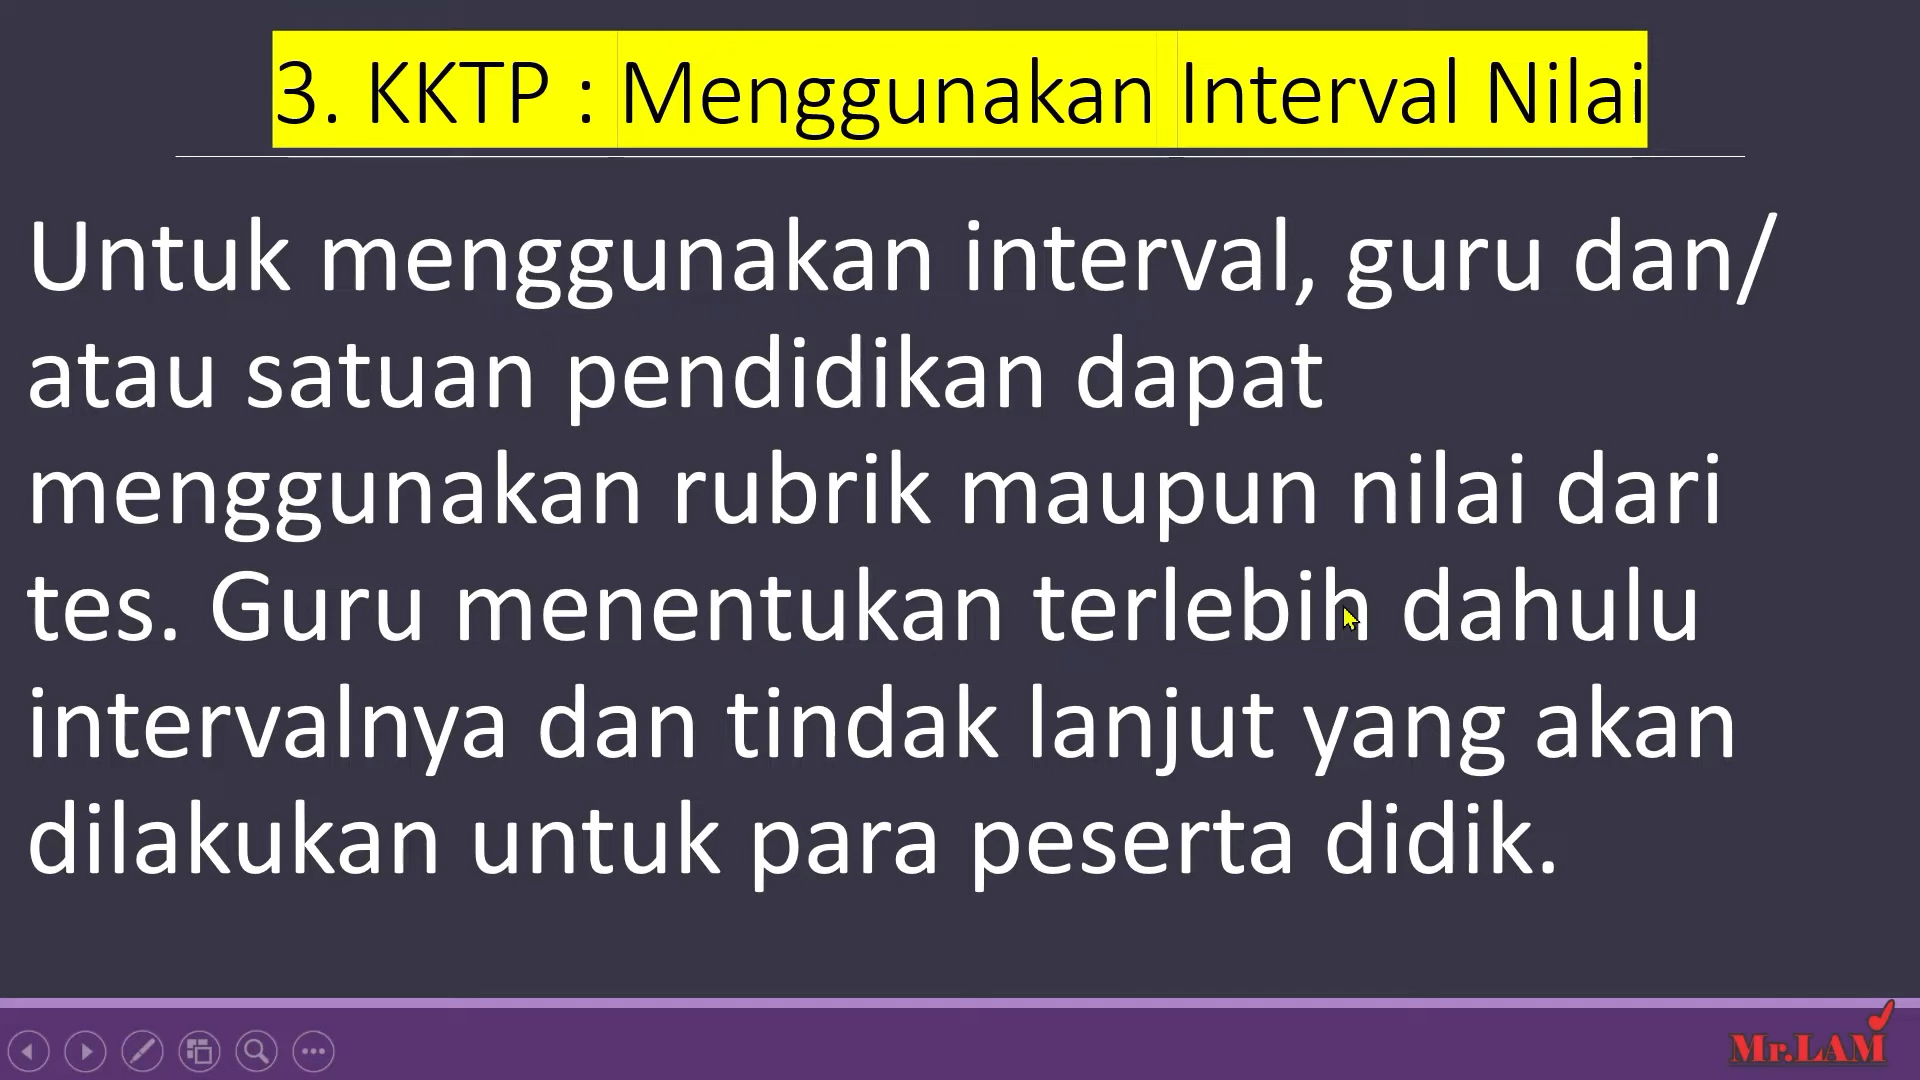 3. KKTP : Menggunakan Interval Nilai
Untuk menggunakan interval, guru dan/
atau satuan pendidikan dapat
menggunakan rubrik maupun nilai dari
tes. Guru menentukan terlebih dahulu
intervalnya dan tindak lanjut yang akan
dilakukan untuk para peserta didik.
Mr.LAM